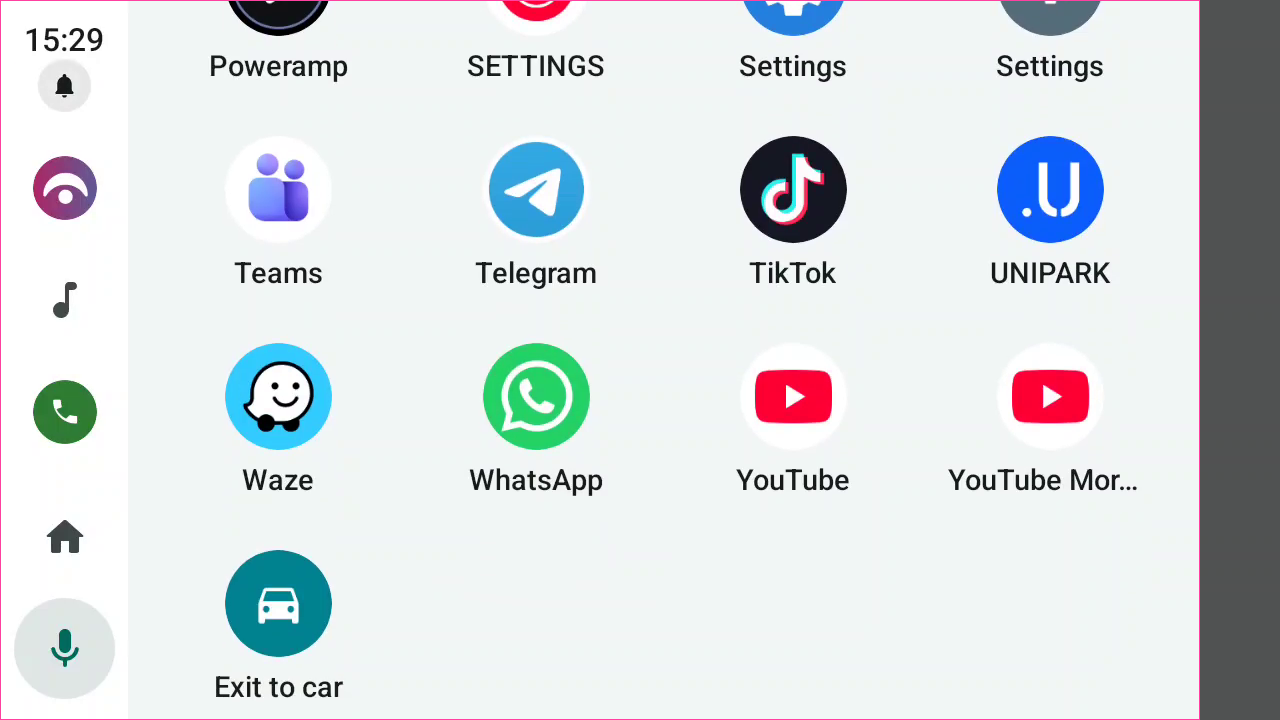 15:29
Poweramp
SETTINGS
Settings
Settings
Teams
Telegram
TikTok
UNIPARK
Waze
WhatsApp
YouTube
YouTube Mor...
Exit to car